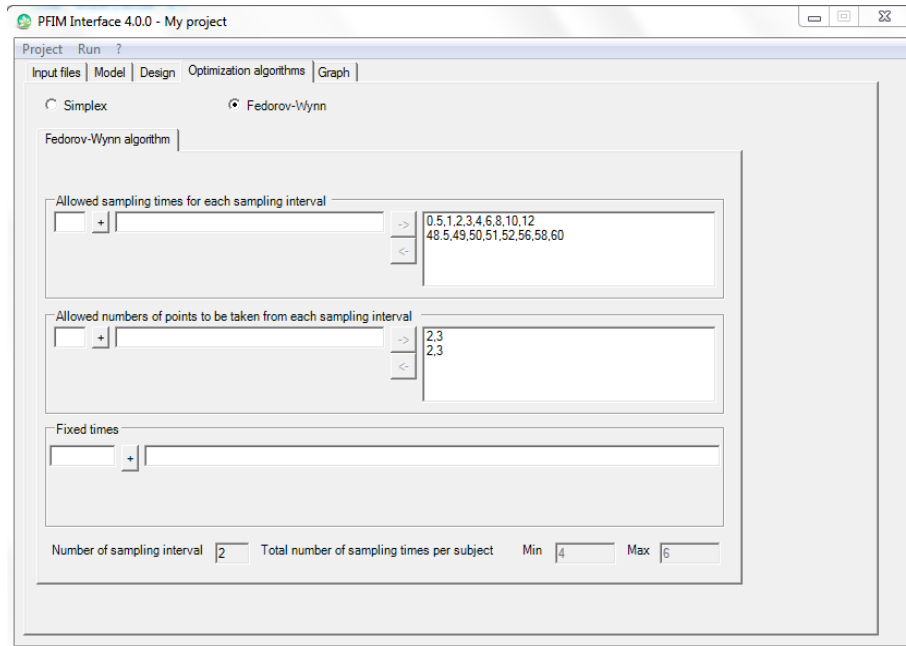 PFIM Interface 4.0.0 - My project
Project Run ?
Input files Model Design Optimization algorithms Graph
Simplex Fedorov-Wynn
Fedorov-Wynn algorithm
Allowed sampling times for each sampling interval
+ -> 0.5,1,2,3,4,6,8,10,12
<- 48.5,49,50,51,52,56,58,60
Allowed numbers of points to be taken from each sampling interval
+ -> 2,3
<- 2,3
Fixed times
+
Number of sampling interval 2 Total number of sampling times per subject Min 4 Max 6